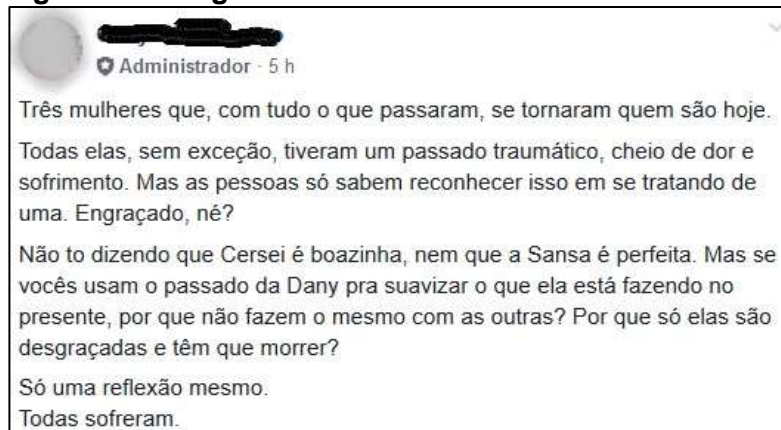 Administrador · 5 h
Três mulheres que, com tudo o que passaram, se tornaram quem são hoje.
Todas elas, sem exceção, tiveram um passado traumático, cheio de dor e
sofrimento. Mas as pessoas só sabem reconhecer isso em se tratando de
uma. Engraçado, né?
Não to dizendo que Cersei é boazinha, nem que a Sansa é perfeita. Mas se
vocês usam o passado da Dany pra suavizar o que ela está fazendo no
presente, por que não fazem o mesmo com as outras? Por que só elas são
desgraçadas e têm que morrer?
Só uma reflexão mesmo.
Todas sofreram.